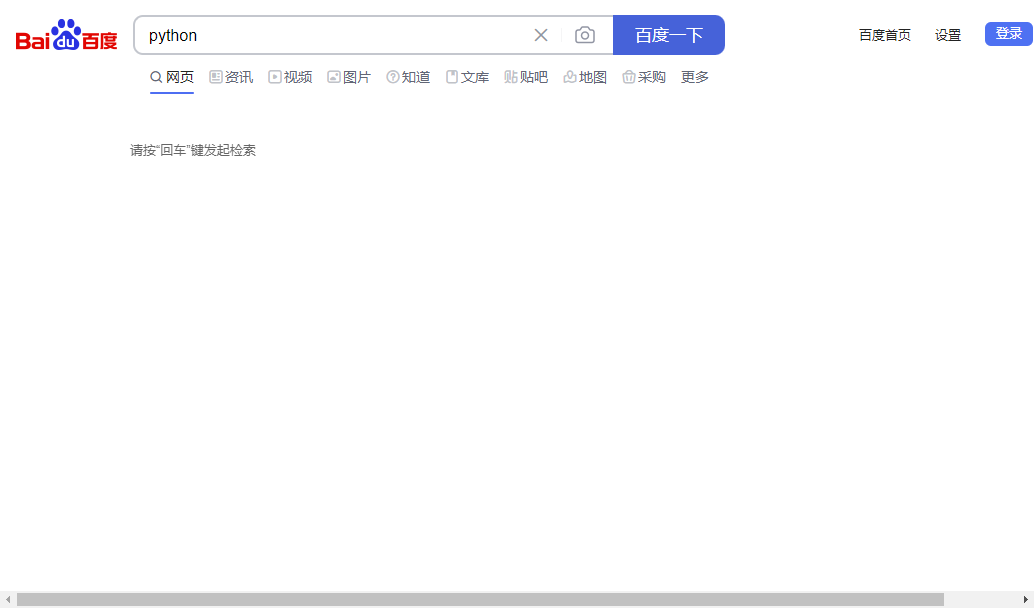 Bai du 百度 python 百度一下 百度首页 设置 登录
网页 资讯 视频 图片 知道 文库 贴吧 地图 采购 更多
请按“回车”键发起检索